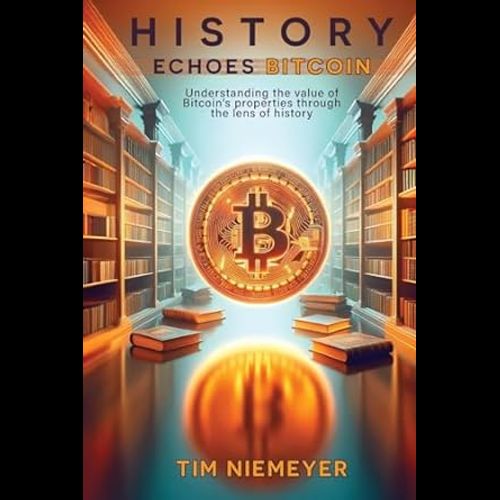 HISTORY
ECHOES BITCOIN
Understanding the value of
Bitcoin's properties through
the lens of history
TIM NIEMEYER